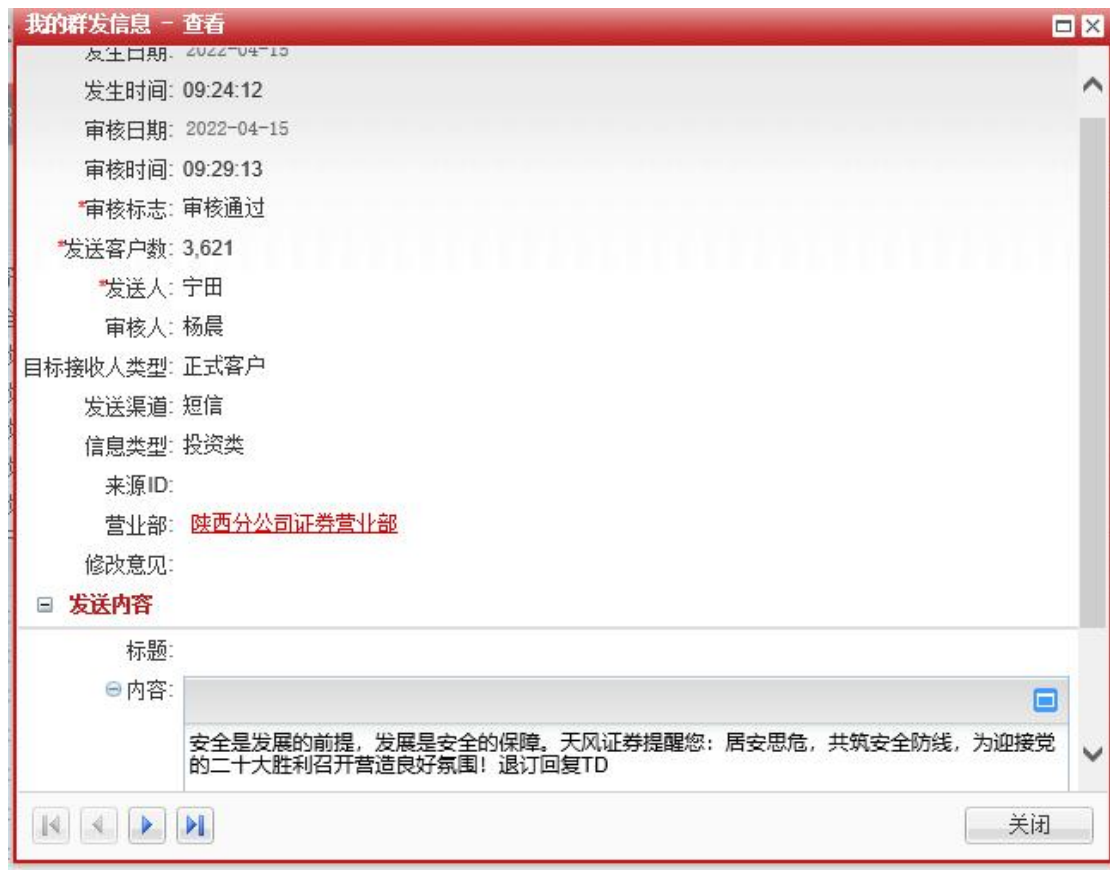 我的群发信息 - 查看
发生日期: 2022-04-15
发生时间: 09:24:12
审核日期: 2022-04-15
审核时间: 09:29:13
*审核标志: 审核通过
*发送客户数: 3,621
*发送人: 宁田
审核人: 杨晨
目标接收人类型: 正式客户
发送渠道: 短信
信息类型: 投资类
来源ID:
营业部: 陕西分公司证券营业部
修改意见:
发送内容
标题:
内容:
安全是发展的前提，发展是安全的保障。天风证券提醒您：居安思危，共筑安全防线，为迎接党
的二十大胜利召开营造良好氛围！退订回复TD
关闭